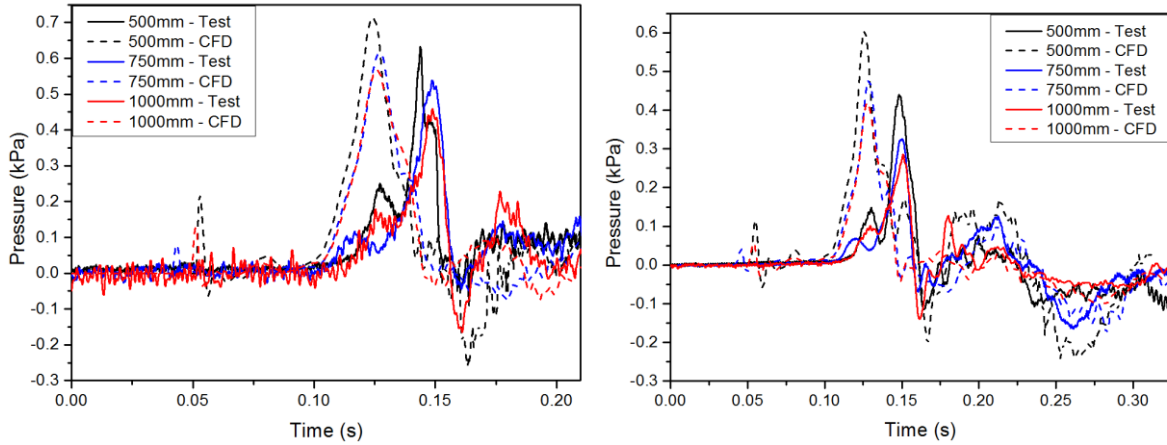 0.7
0.6
0.5
0.4
0.3
0.2
0.1
0.0
-0.1
-0.2
-0.3
Pressure (kPa)
500mm - Test
500mm - CFD
750mm - Test
750mm - CFD
1000mm - Test
1000mm - CFD
0.00 0.05 0.10 0.15 0.20
Time (s)
0.6
0.5
0.4
0.3
0.2
0.1
0.0
-0.1
-0.2
-0.3
Pressure (kPa)
500mm - Test
500mm - CFD
750mm - Test
750mm - CFD
1000mm - Test
1000mm - CFD
0.00 0.05 0.10 0.15 0.20 0.25 0.30
Time (s)